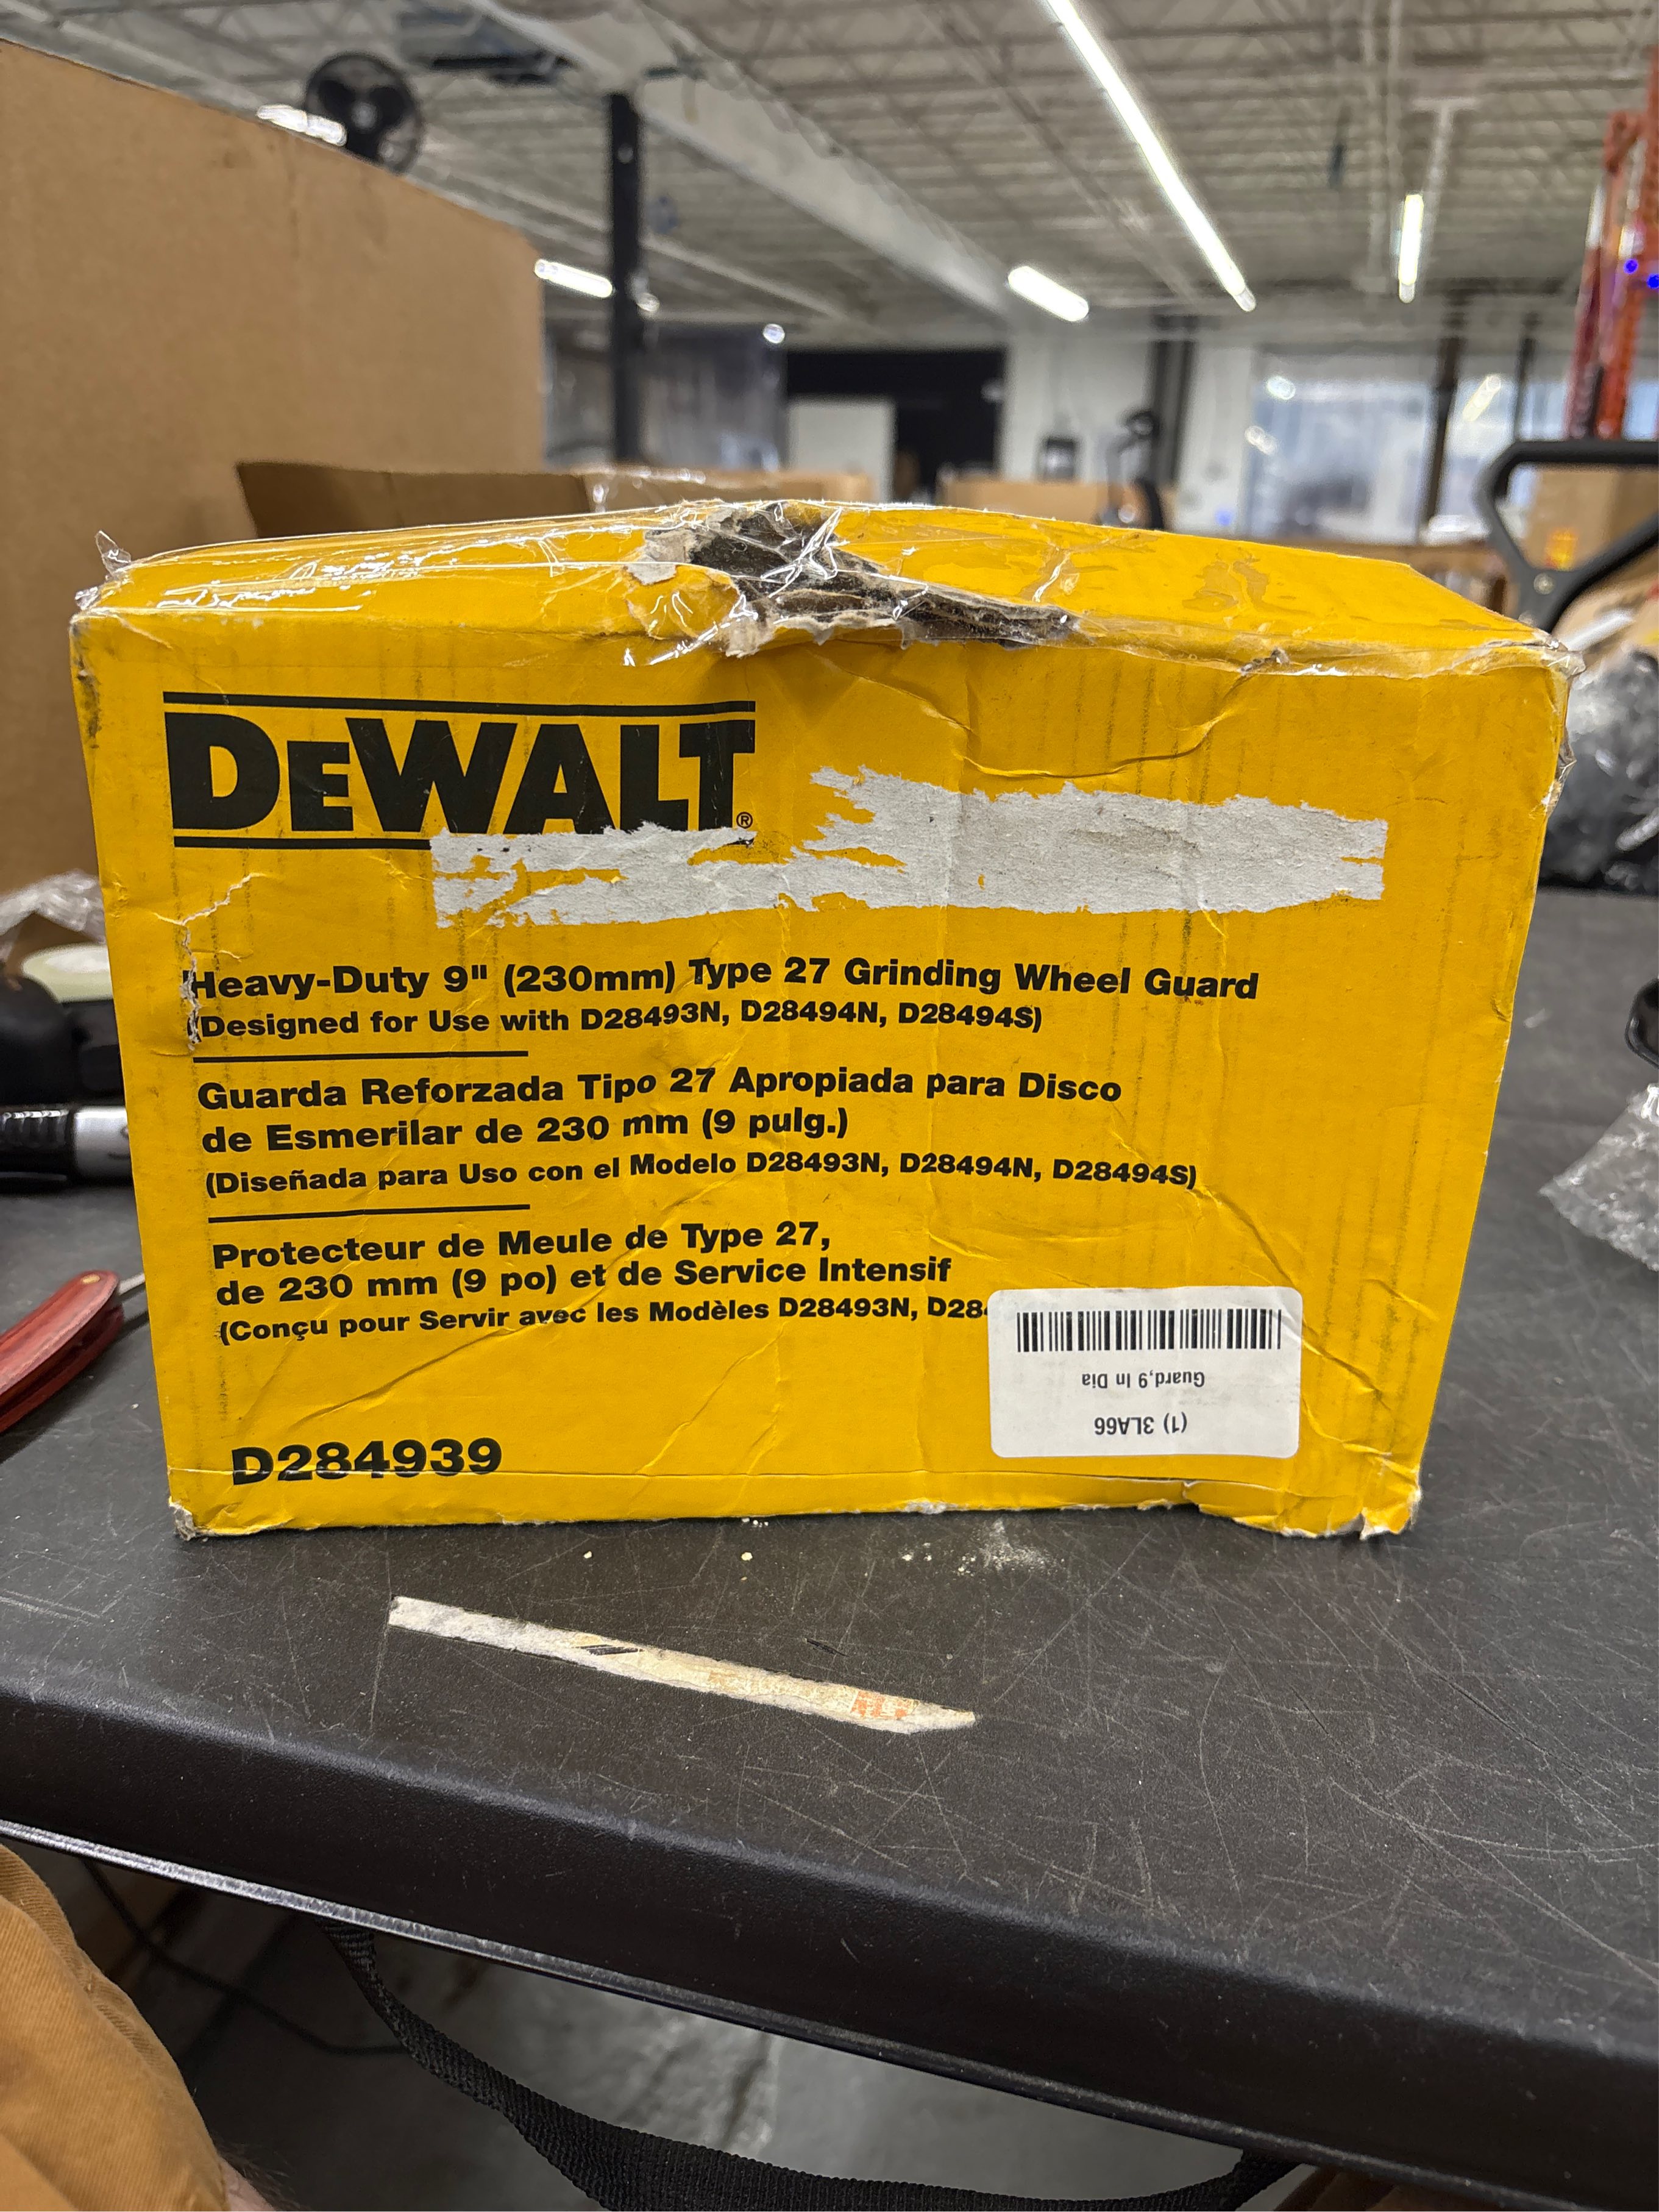 DEWALT®
Heavy-Duty 9" (230mm) Type 27 Grinding Wheel Guard
(Designed for Use with D28493N, D28494N, D28494S)
Guarda Reforzada Tipo 27 Apropiada para Disco
de Esmerilar de 230 mm (9 pulg.)
(Diseñada para Uso con el Modelo D28493N, D28494N, D28494S)
Protecteur de Meule de Type 27,
de 230 mm (9 po) et de Service Intensif
(Conçu pour Servir avec les Modèles D28493N, D28
D284939
(1) 3LA66
Guard,9 In Dia